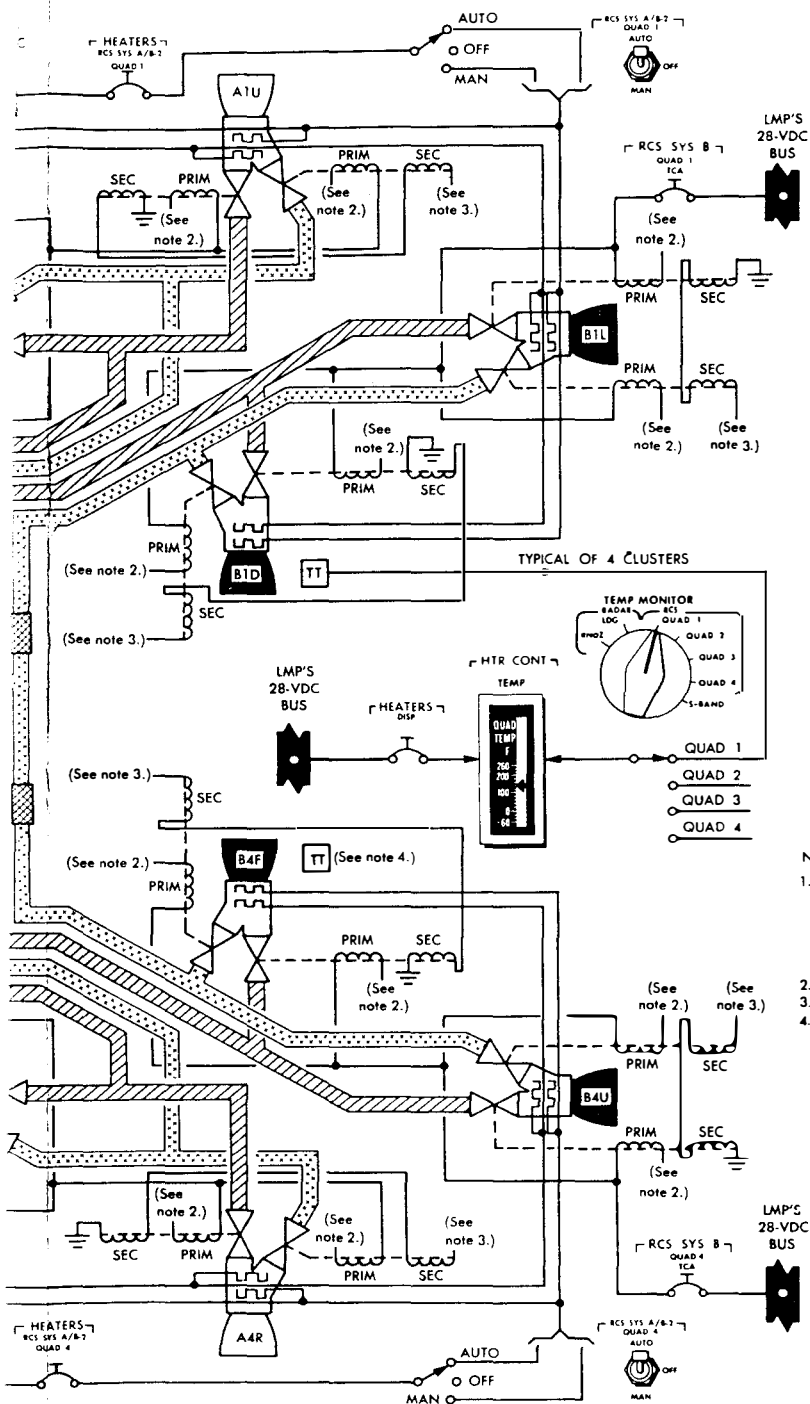 HEATERS
RCS SYS A/B-2
QUAD 1
AUTO
OFF
MAN
RCS SYS A/B-2
QUAD 1
AUTO
OFF
MAN
A1U
LMP'S
28-VDC
BUS
RCS SYS B
QUAD 1
TCA
PRIM
SEC
SEC
PRIM
(See
note 2.)
(See
note 3.)
(See
note 2.)
(See
note 2.)
PRIM
SEC
B1L
PRIM
SEC
(See
note 2.)
(See
note 3.)
(See
note 2.)
PRIM
SEC
PRIM
(See note 2.)
B1D
TT
SEC
(See note 3.)
TYPICAL OF 4 CLUSTERS
TEMP MONITOR
RADAR
LDG
RNDZ
RCS
QUAD 1
QUAD 2
QUAD 3
QUAD 4
S-BAND
LMP'S
28-VDC
BUS
HEATERS
DISP
HTR CONT
TEMP
QUAD
TEMP
F
260
200
100
0
-60
QUAD 1
QUAD 2
QUAD 3
QUAD 4
(See note 3.)
SEC
(See note 2.)
PRIM
B4F
TT
(See note 4.)
N
1.
2.
3.
4.
PRIM
SEC
(See
note 2.)
(See
note 2.)
(See
note 3.)
PRIM
SEC
B4U
PRIM
(See
note 2.)
SEC
(See
note 2.)
SEC
PRIM
(See
note 2.)
(See
note 3.)
PRIM
SEC
A4R
RCS SYS B
QUAD 4
TCA
LMP'S
28-VDC
BUS
HEATERS
RCS SYS A/B-2
QUAD 4
AUTO
OFF
MAN
RCS SYS A/B-2
QUAD 4
AUTO
OFF
MAN